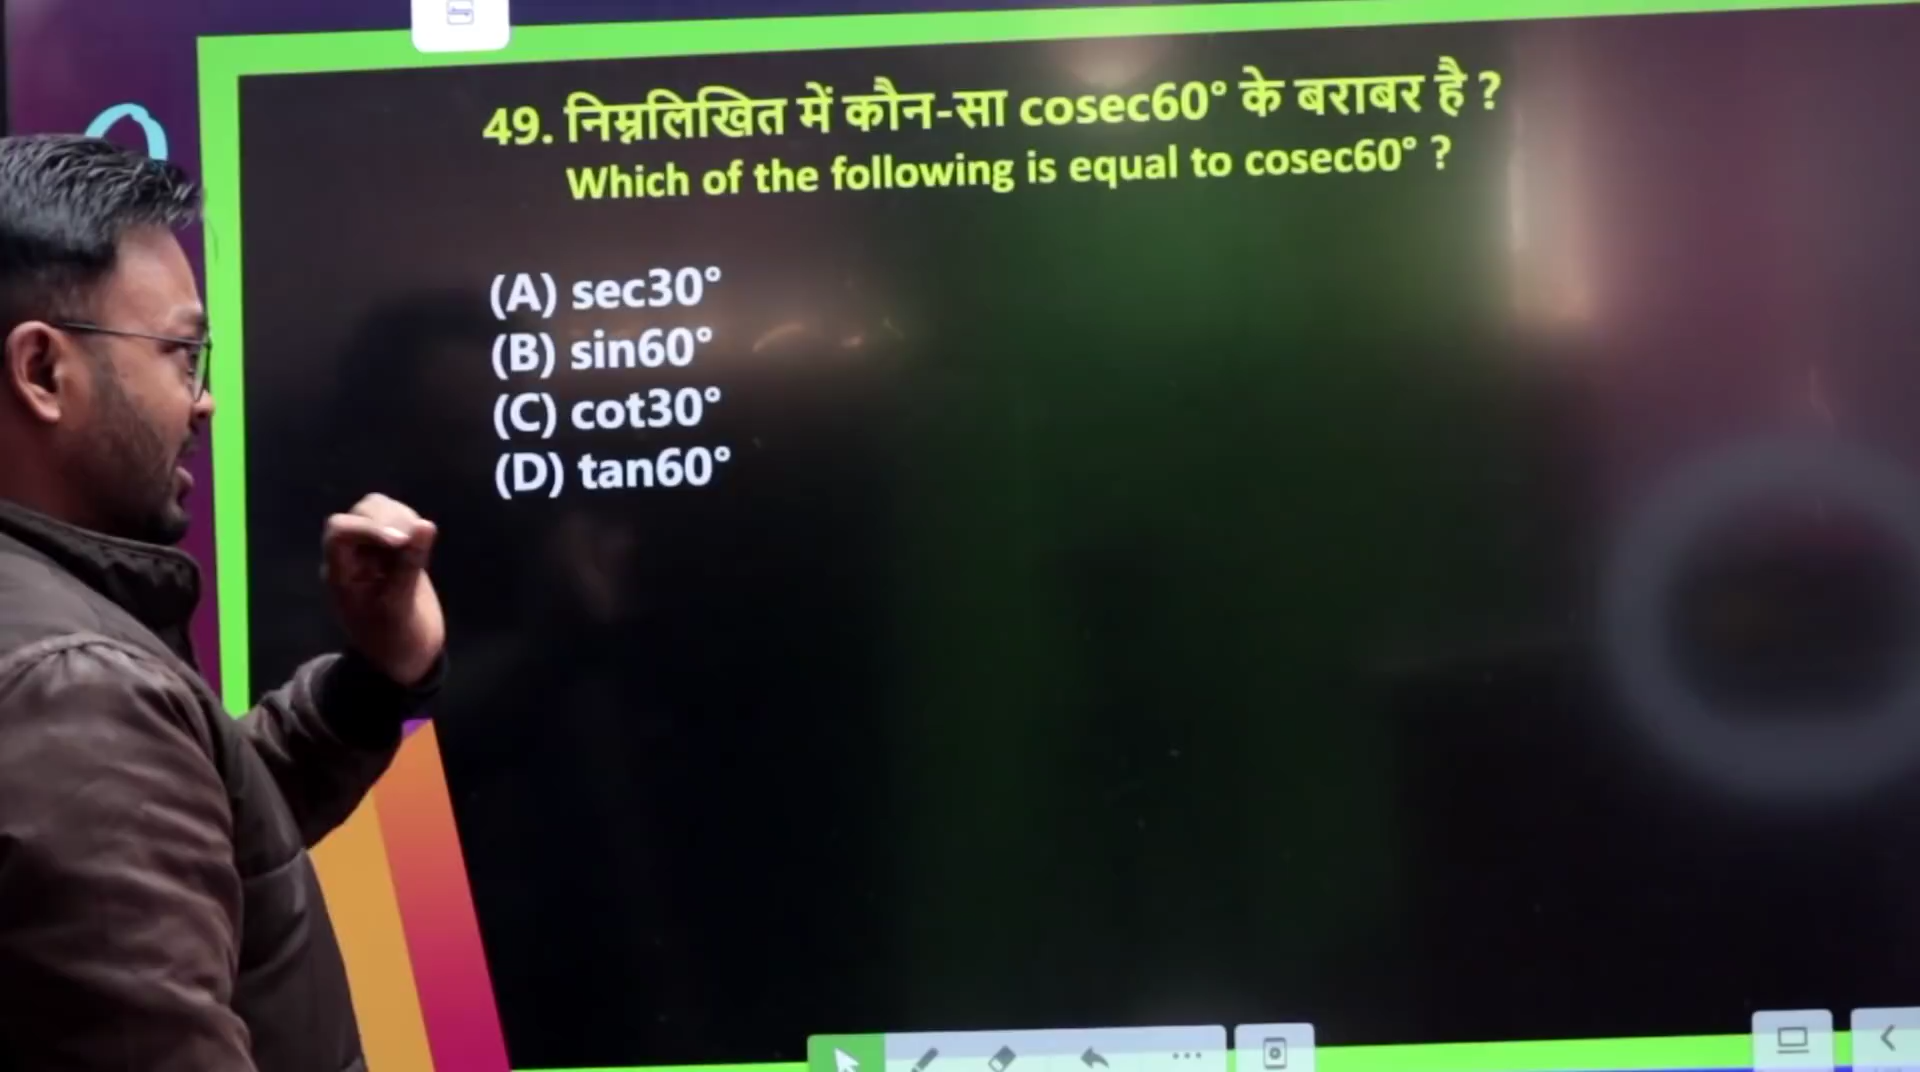 49. निम्नलिखित में कौन-सा cosec60° के बराबर है ?
Which of the following is equal to cosec60° ?
(A) sec30°
(B) sin60°
(C) cot30°
(D) tan60°